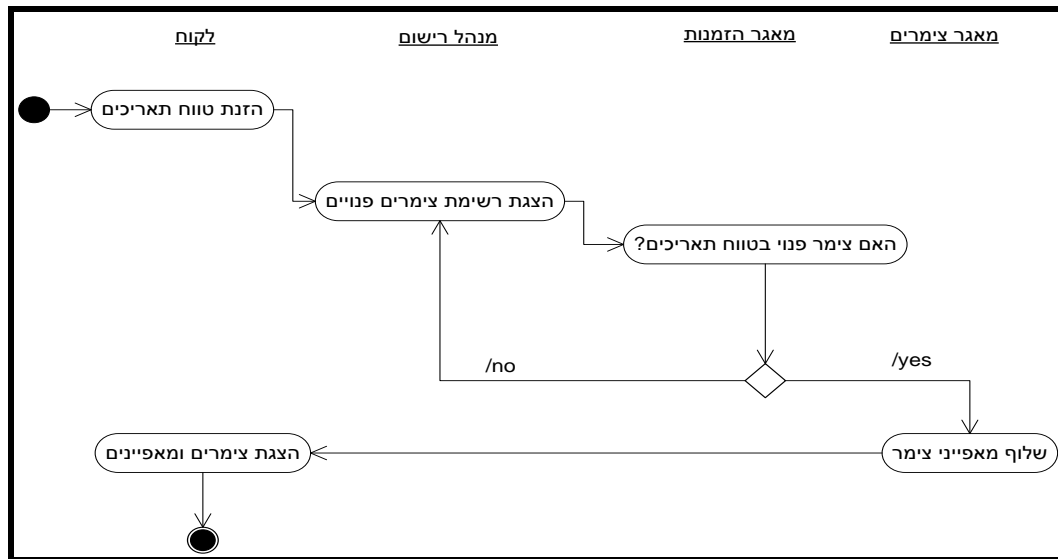 מאגר צימרים
מאגר הזמנות
מנהל רישום
לקוח
הזנת טווח תאריכים
הצגת רשימת צימרים פנויים
האם צימר פנוי בטווח תאריכים?
/no
/yes
שלוף מאפייני צימר
הצגת צימרים ומאפיינים